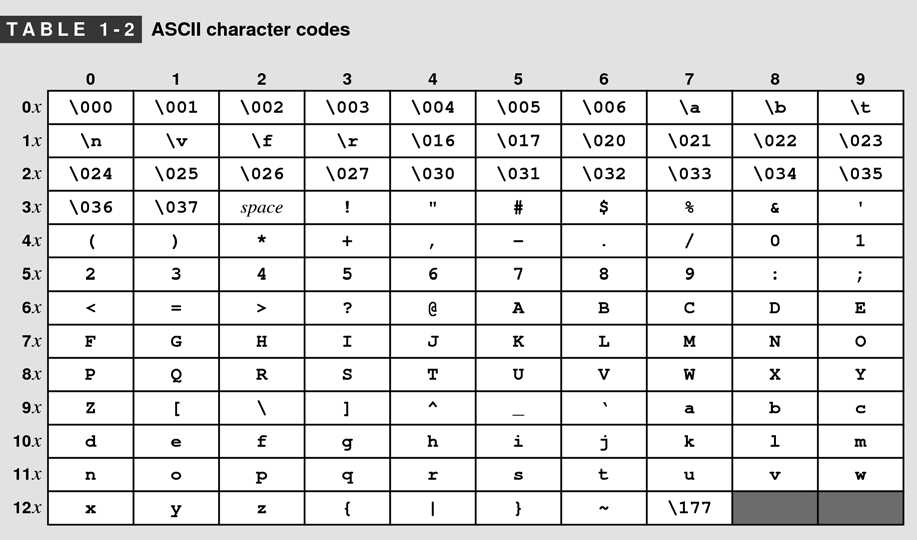 TABLE 1-2 ASCII character codes
0 1 2 3 4 5 6 7 8 9
0x \000 \001 \002 \003 \004 \005 \006 \a \b \t
1x \n \v \f \r \016 \017 \020 \021 \022 \023
2x \024 \025 \026 \027 \030 \031 \032 \033 \034 \035
3x \036 \037 space ! " # $ % & '
4x ( ) * + , – . / 0 1
5x 2 3 4 5 6 7 8 9 : ;
6x < = > ? @ A B C D E
7x F G H I J K L M N O
8x P Q R S T U V W X Y
9x Z [ \ ] ^ _ ` a b c
10x d e f g h i j k l m
11x n o p q r s t u v w
12x x y z { | } ~ \177